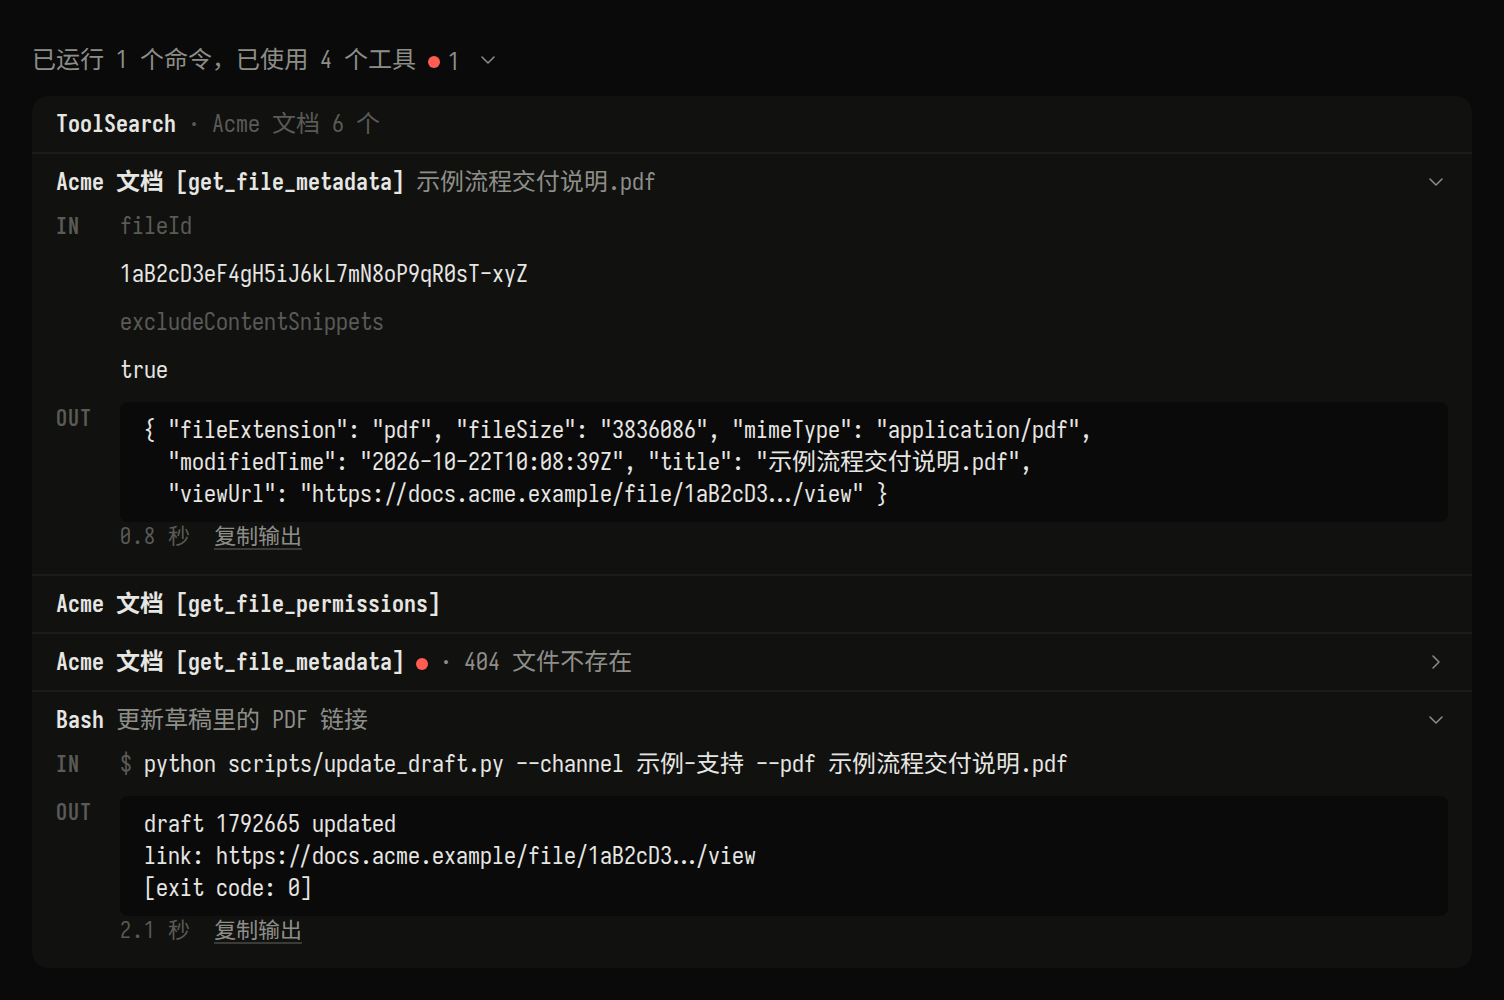 已运行 1 个命令，已使用 4 个工具 1
ToolSearch · Acme 文档 6 个
Acme 文档 [get_file_metadata] 示例流程交付说明.pdf
IN fileId
1aB2cD3eF4gH5iJ6kL7mN8oP9qR0sT-xyZ
excludeContentSnippets
true
OUT { "fileExtension": "pdf", "fileSize": "3836086", "mimeType": "application/pdf",
"modifiedTime": "2026-10-22T10:08:39Z", "title": "示例流程交付说明.pdf",
"viewUrl": "https://docs.acme.example/file/1aB2cD3.../view" }
0.8 秒 复制输出
Acme 文档 [get_file_permissions]
Acme 文档 [get_file_metadata] · 404 文件不存在
Bash 更新草稿里的 PDF 链接
IN $ python scripts/update_draft.py --channel 示例-支持 --pdf 示例流程交付说明.pdf
OUT draft 1792665 updated
link: https://docs.acme.example/file/1aB2cD3.../view
[exit code: 0]
2.1 秒 复制输出